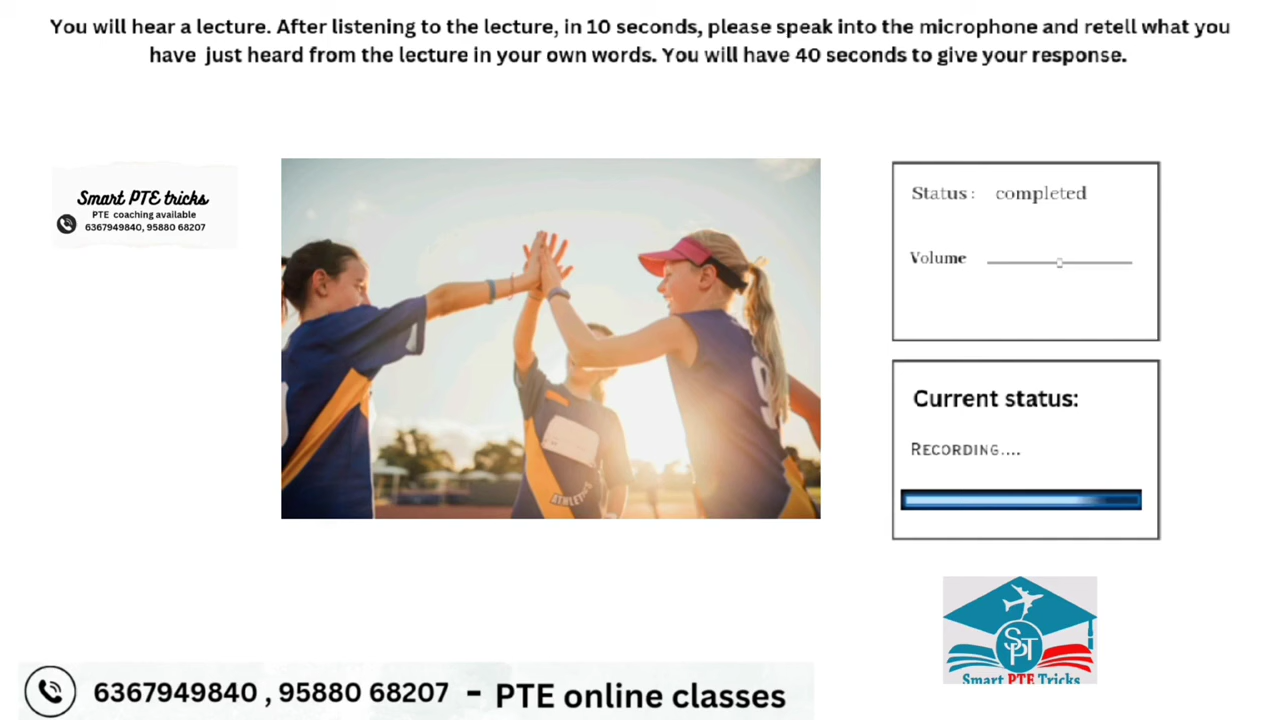 You will hear a lecture. After listening to the lecture, in 10 seconds, please speak into the microphone and retell what you
have just heard from the lecture in your own words. You will have 40 seconds to give your response.
Smart PTE tricks
PTE coaching available
6367949840, 95880 68207
Status: completed
Volume
9
ATHLETICS
Current status:
RECORDING....
SPT
Smart PTE Tricks
6367949840 , 95880 68207 - PTE online classes